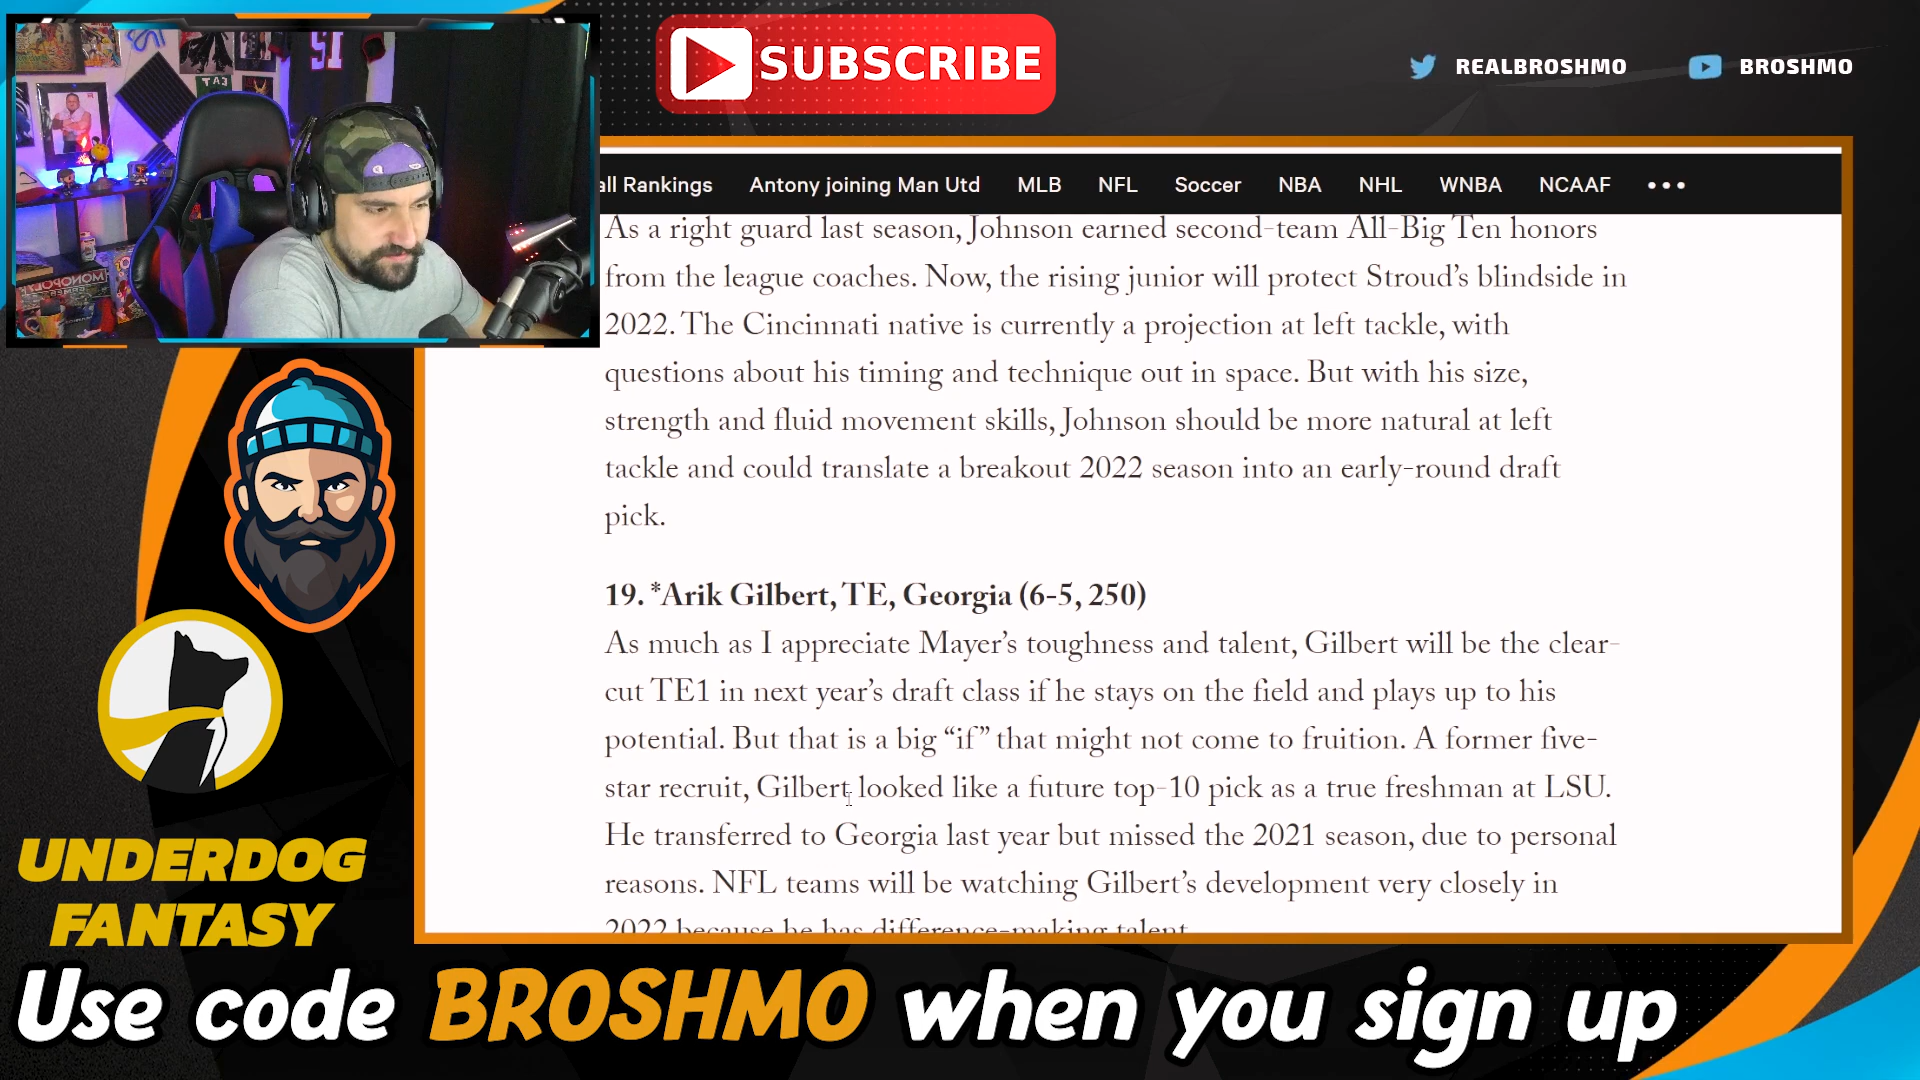 SUBSCRIBE
REALBROSHMO
BROSHMO
all Rankings Antony joining Man Utd MLB NFL Soccer NBA NHL WNBA NCAAF •••
As a right guard last season, Johnson earned second-team All-Big Ten honors
from the league coaches. Now, the rising junior will protect Stroud’s blindside in
2022. The Cincinnati native is currently a projection at left tackle, with
questions about his timing and technique out in space. But with his size,
strength and fluid movement skills, Johnson should be more natural at left
tackle and could translate a breakout 2022 season into an early-round draft
pick.
19. *Arik Gilbert, TE, Georgia (6-5, 250)
As much as I appreciate Mayer’s toughness and talent, Gilbert will be the clear-
cut TE1 in next year’s draft class if he stays on the field and plays up to his
potential. But that is a big “if” that might not come to fruition. A former five-
star recruit, Gilbert looked like a future top-10 pick as a true freshman at LSU.
He transferred to Georgia last year but missed the 2021 season, due to personal
reasons. NFL teams will be watching Gilbert’s development very closely in
2022 because he has difference-making talent
EAT
15
MONOPOLY
UNDERDOG
FANTASY
Use code BROSHMO when you sign up